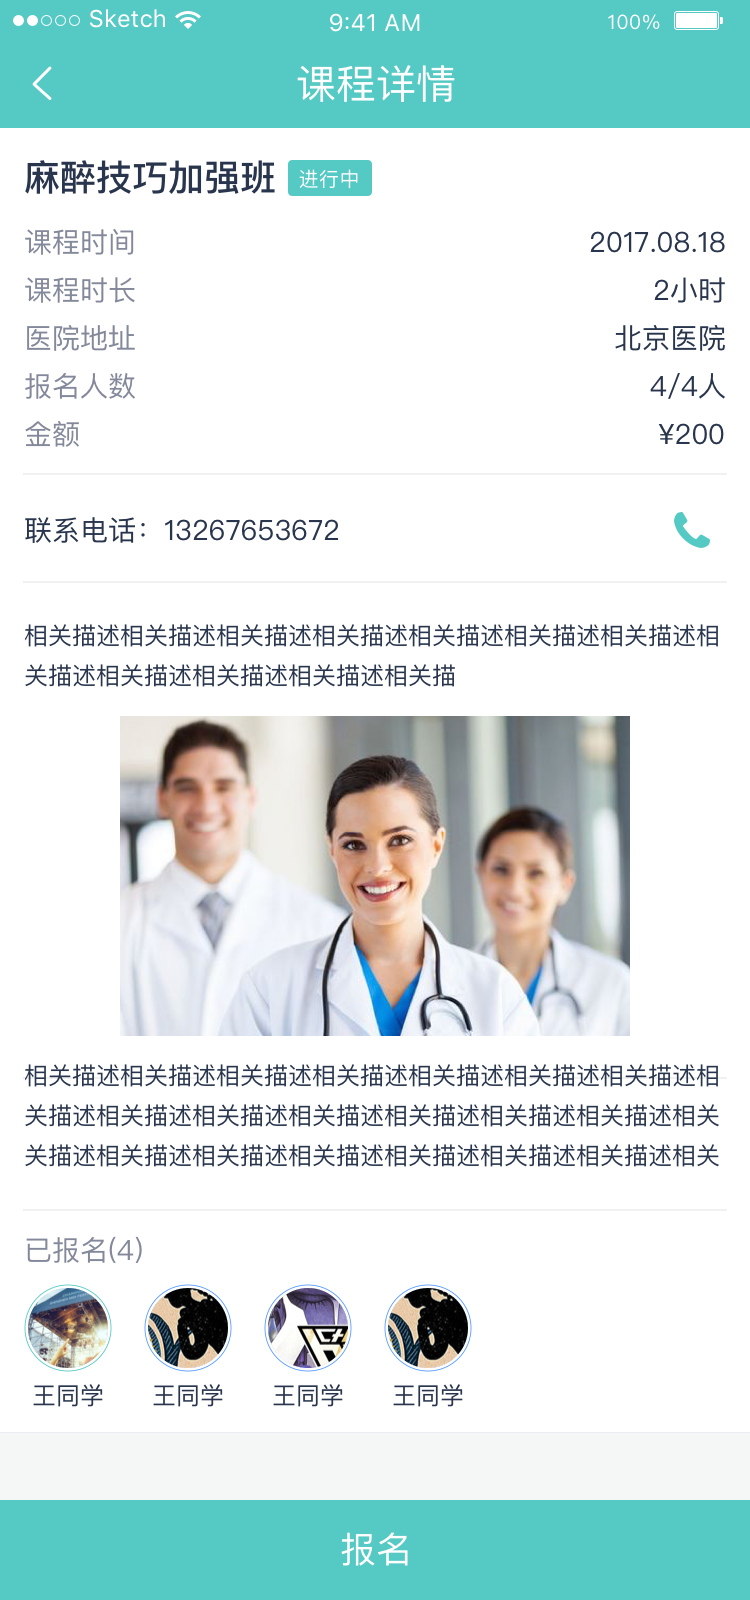 Sketch 9:41 AM 100%
课程详情
麻醉技巧加强班 进行中
课程时间 2017.08.18
课程时长 2小时
医院地址 北京医院
报名人数 4/4人
金额 ¥200
联系电话：13267653672
相关描述相关描述相关描述相关描述相关描述相关描述相关描述相
关描述相关描述相关描述相关描述相关描
相关描述相关描述相关描述相关描述相关描述相关描述相关描述相
关描述相关描述相关描述相关描述相关描述相关描述相关描述相关
关描述相关描述相关描述相关描述相关描述相关描述相关描述相关
已报名(4)
王同学 王同学 王同学 王同学
报名